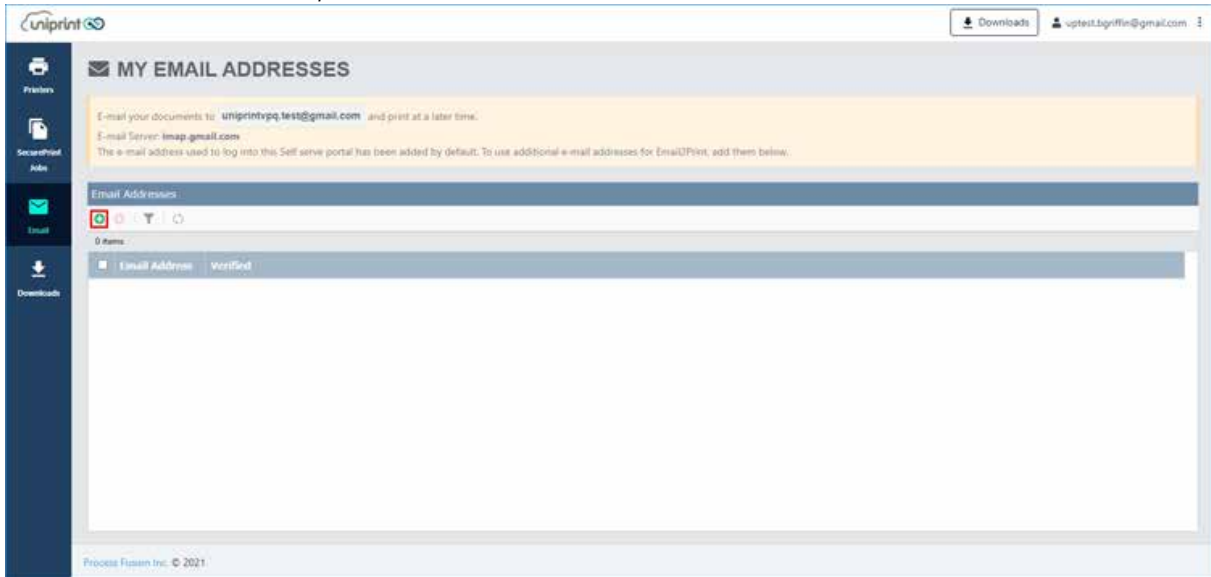 uniprint
Downloads
uptest.bgriffin@gmail.com
Printers
SecurePrint
Jobs
Email
Downloads
MY EMAIL ADDRESSES
E-mail your documents to uniprintvpq.test@gmail.com and print at a later time.
E-mail Server: imap.gmail.com
The e-mail address used to log into this Self serve portal has been added by default. To use additional e-mail addresses for Email2Print, add them below.
Email Addresses
0 items
Email Address Verified
Process Fusion Inc. © 2021